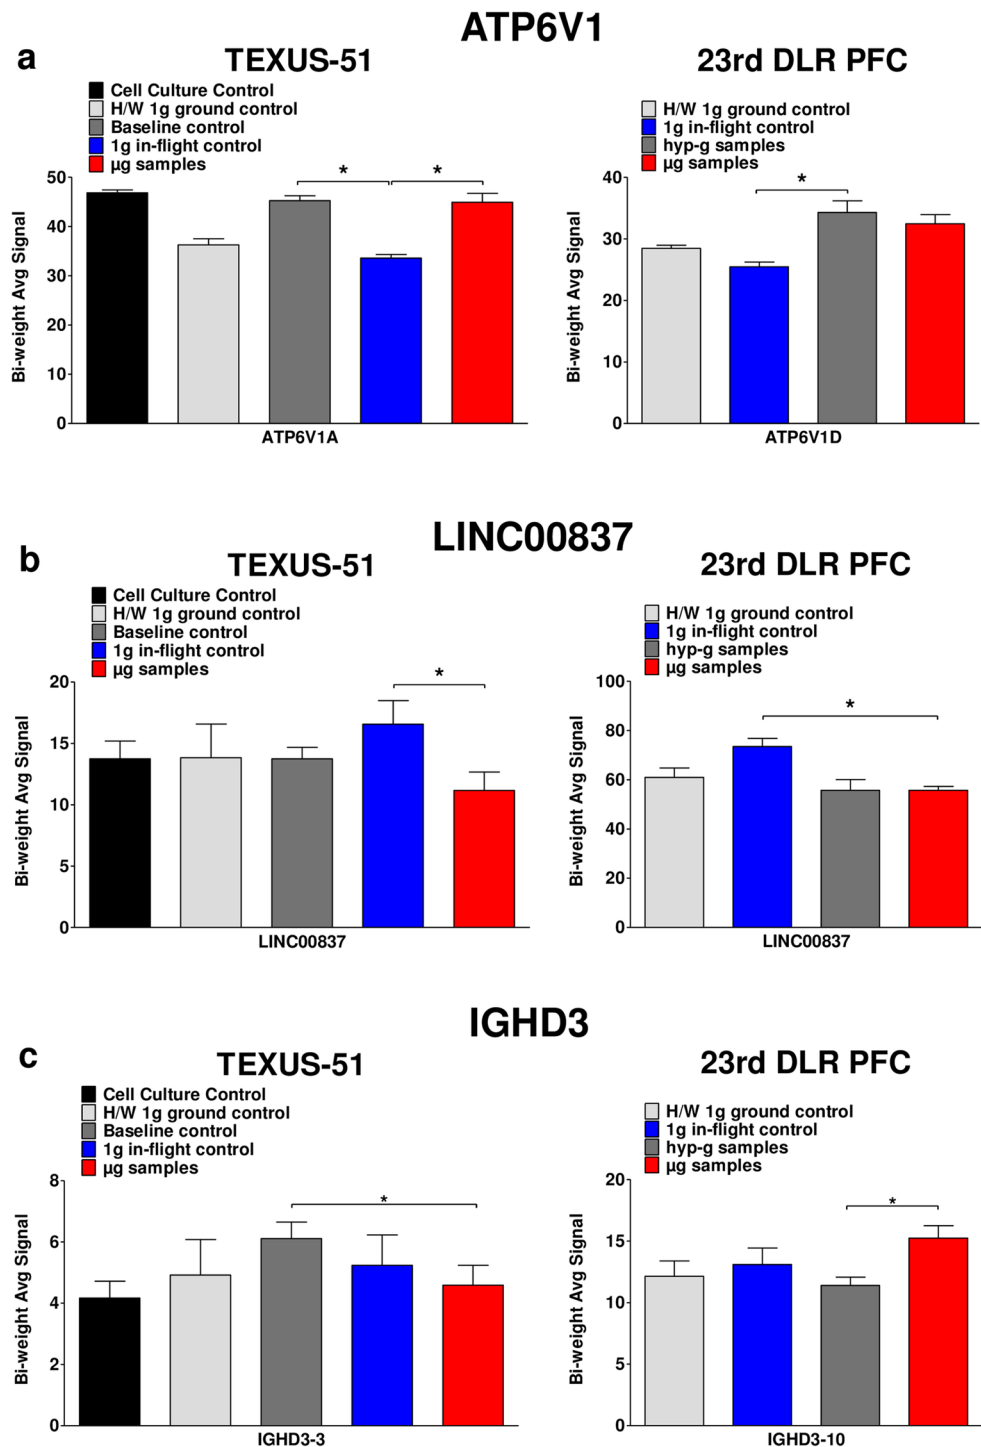 ATP6V1
a
TEXUS-51
Cell Culture Control
H/W 1g ground control
Baseline control
1g in-flight control
µg samples
* *
50
40
30
20
10
0
Bi-weight Avg Signal
ATP6V1A
23rd DLR PFC
H/W 1g ground control
1g in-flight control
hyp-g samples
µg samples
*
40
30
20
10
0
Bi-weight Avg Signal
ATP6V1D
LINC00837
b
TEXUS-51
Cell Culture Control
H/W 1g ground control
Baseline control
1g in-flight control
µg samples
*
20
15
10
5
0
Bi-weight Avg Signal
LINC00837
23rd DLR PFC
H/W 1g ground control
1g in-flight control
hyp-g samples
µg samples
*
100
80
60
40
20
0
Bi-weight Avg Signal
LINC00837
IGHD3
c
TEXUS-51
Cell Culture Control
H/W 1g ground control
Baseline control
1g in-flight control
µg samples
*
8
6
4
2
0
Bi-weight Avg Signal
IGHD3-3
23rd DLR PFC
H/W 1g ground control
1g in-flight control
hyp-g samples
µg samples
*
20
15
10
5
0
Bi-weight Avg Signal
IGHD3-10